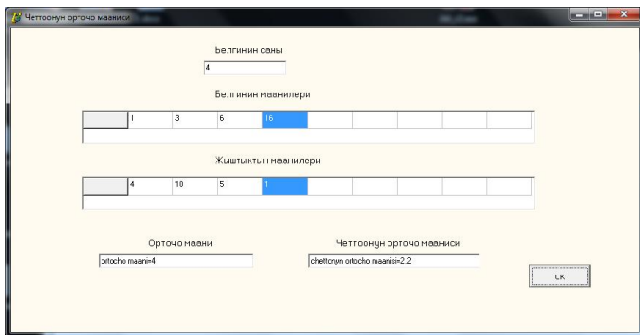 Четтөөнүн орточо мааниси
Белгинин саны
4
Белгинин маанилери
1 3 6 16
Жыштыктын маанилери
4 10 5 1
Орточо маани Четтөөнүн орточо мааниси
ortocho maani=4 chettonyn ortocho maanisi=2.2
OK